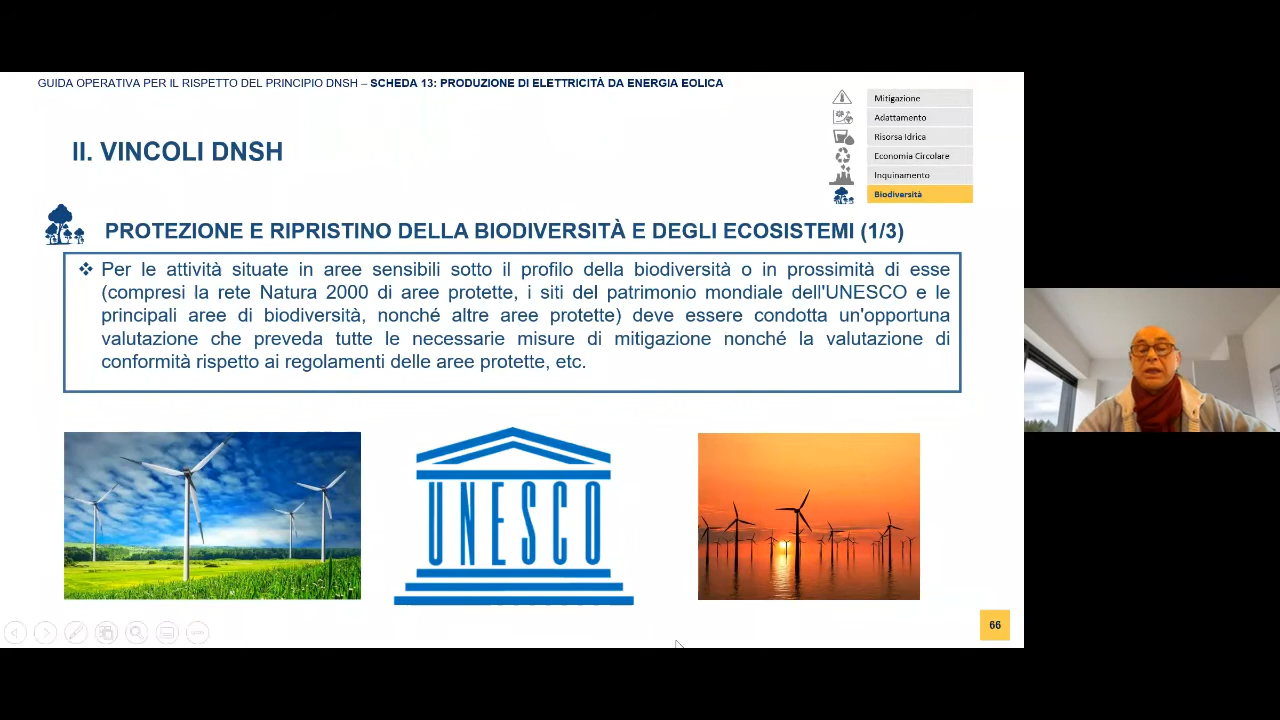 GUIDA OPERATIVA PER IL RISPETTO DEL PRINCIPIO DNSH – SCHEDA 13: PRODUZIONE DI ELETTRICITÀ DA ENERGIA EOLICA
Mitigazione
Adattamento
Risorsa Idrica
Economia Circolare
Inquinamento
Biodiversità
II. VINCOLI DNSH
PROTEZIONE E RIPRISTINO DELLA BIODIVERSITÀ E DEGLI ECOSISTEMI (1/3)
❖ Per le attività situate in aree sensibili sotto il profilo della biodiversità o in prossimità di esse
(compresi la rete Natura 2000 di aree protette, i siti del patrimonio mondiale dell'UNESCO e le
principali aree di biodiversità, nonché altre aree protette) deve essere condotta un'opportuna
valutazione che preveda tutte le necessarie misure di mitigazione nonché la valutazione di
conformità rispetto ai regolamenti delle aree protette, etc.
UNESCO
66